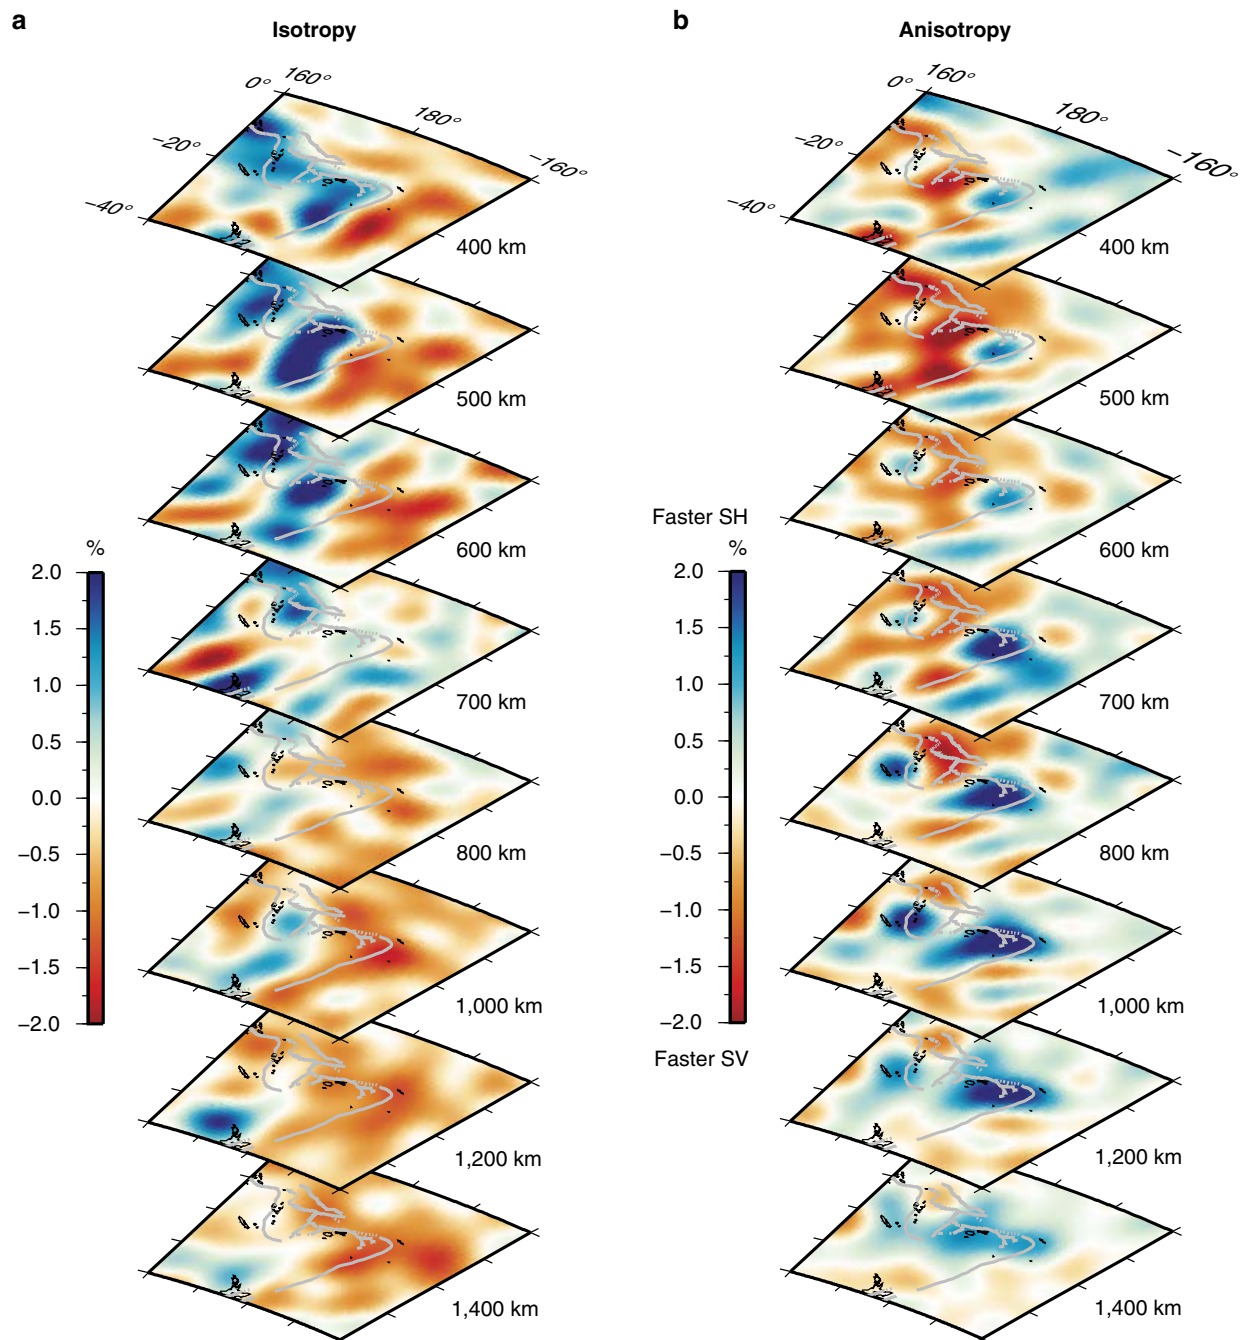 a
Isotropy
0°
160°
180°
−160°
−20°
−40°
400 km
500 km
600 km
700 km
800 km
1,000 km
1,200 km
1,400 km
%
2.0
1.5
1.0
0.5
0.0
−0.5
−1.0
−1.5
−2.0
b
Anisotropy
0°
160°
180°
−160°
−20°
−40°
400 km
500 km
600 km
700 km
800 km
1,000 km
1,200 km
1,400 km
Faster SH
%
2.0
1.5
1.0
0.5
0.0
−0.5
−1.0
−1.5
−2.0
Faster SV